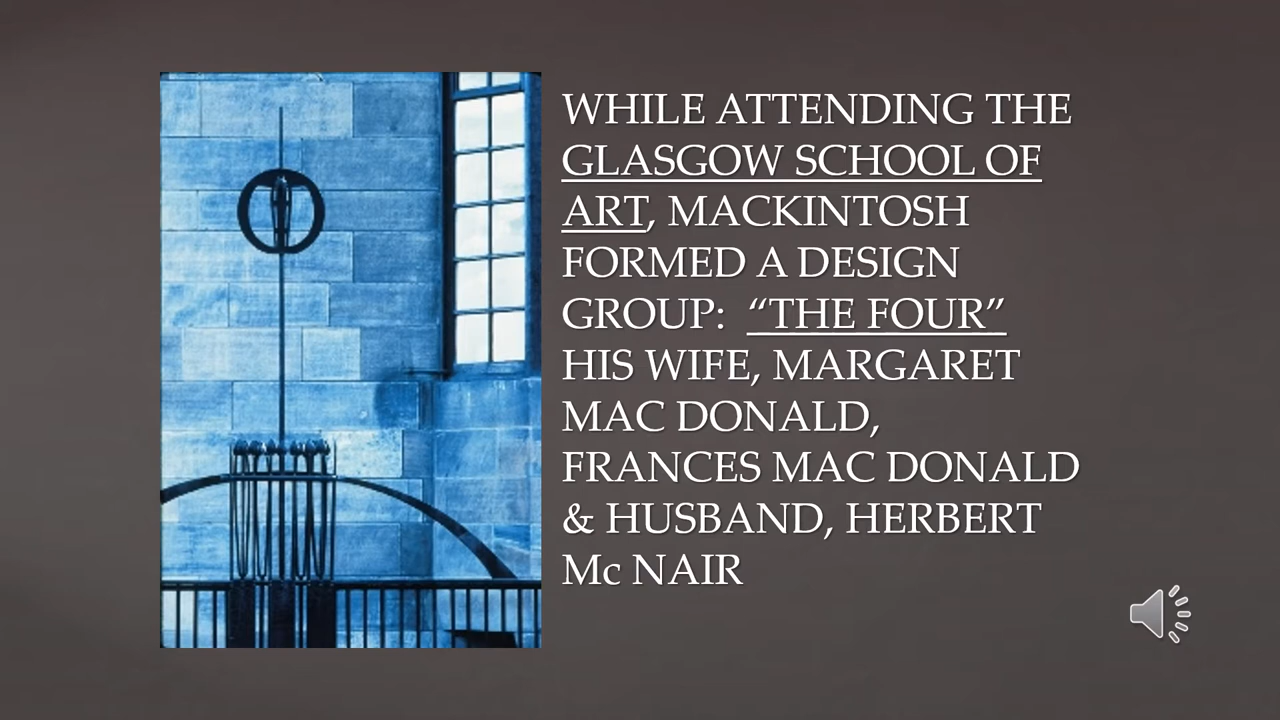 WHILE ATTENDING THE
GLASGOW SCHOOL OF
ART, MACKINTOSH
FORMED A DESIGN
GROUP:  “THE FOUR”
HIS WIFE, MARGARET
MAC DONALD,
FRANCES MAC DONALD
& HUSBAND, HERBERT
Mc NAIR